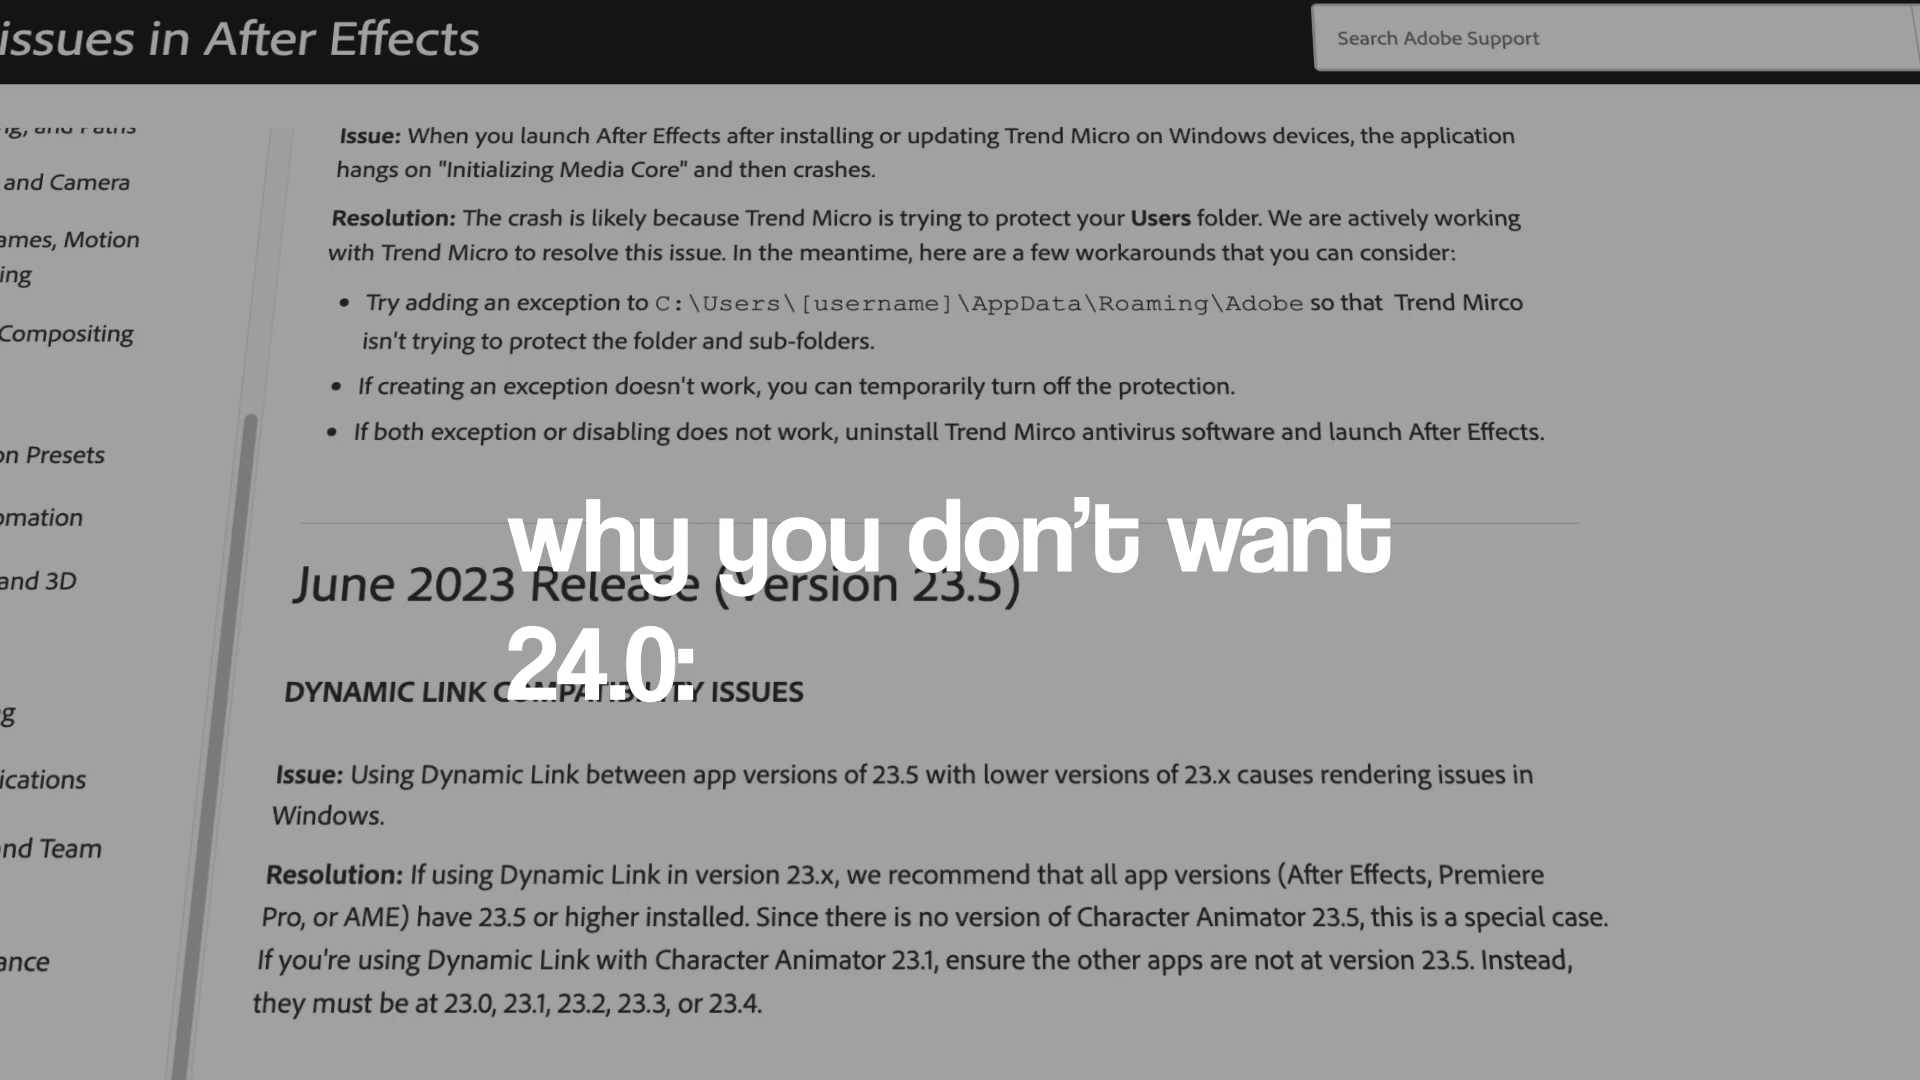 issues in After Effects
Search Adobe Support
and Camera
ames, Motion
ing
Compositing
on Presets
omation
and 3D
g
ications
nd Team
ance
Issue: When you launch After Effects after installing or updating Trend Micro on Windows devices, the application
hangs on "Initializing Media Core" and then crashes.
Resolution: The crash is likely because Trend Micro is trying to protect your Users folder. We are actively working
with Trend Micro to resolve this issue. In the meantime, here are a few workarounds that you can consider:
• Try adding an exception to C:\Users\[username]\AppData\Roaming\Adobe so that Trend Mirco
isn't trying to protect the folder and sub-folders.
• If creating an exception doesn't work, you can temporarily turn off the protection.
• If both exception or disabling does not work, uninstall Trend Mirco antivirus software and launch After Effects.
why you don't want
24.0:
June 2023 Release (Version 23.5)
DYNAMIC LINK COMPATIBILITY ISSUES
Issue: Using Dynamic Link between app versions of 23.5 with lower versions of 23.x causes rendering issues in
Windows.
Resolution: If using Dynamic Link in version 23.x, we recommend that all app versions (After Effects, Premiere
Pro, or AME) have 23.5 or higher installed. Since there is no version of Character Animator 23.5, this is a special case.
If you're using Dynamic Link with Character Animator 23.1, ensure the other apps are not at version 23.5. Instead,
they must be at 23.0, 23.1, 23.2, 23.3, or 23.4.